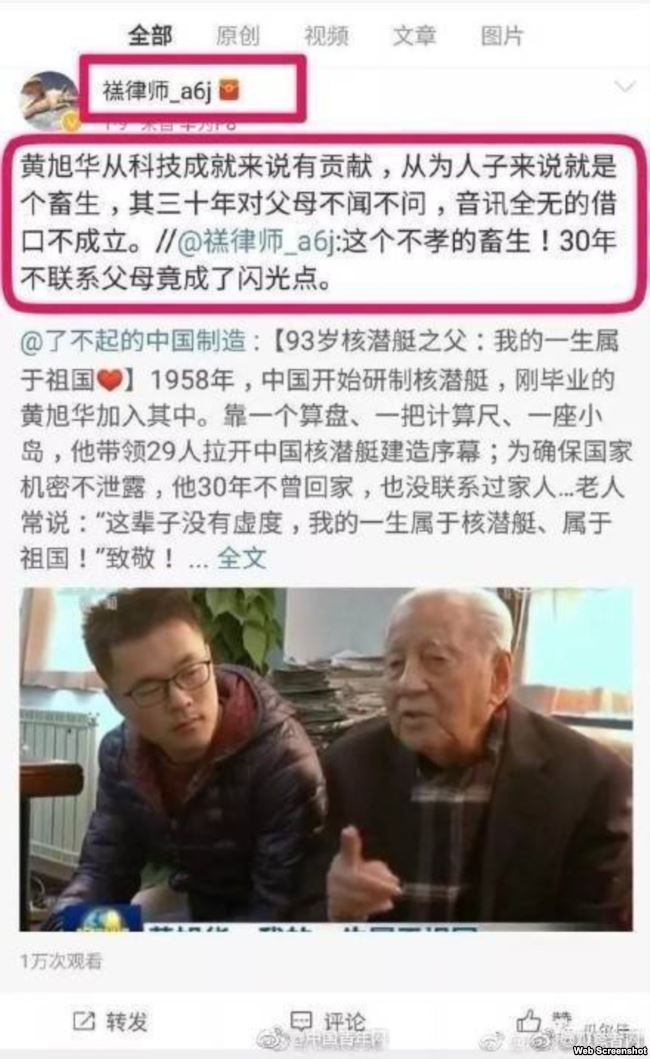 全部 原创 视频 文章 图片
禚律师_a6j
黄旭华从科技成就来说有贡献，从为人子来说就是
个畜生，其三十年对父母不闻不问，音讯全无的借
口不成立。//@禚律师_a6j:这个不孝的畜生！30年
不联系父母竟成了闪光点。
@了不起的中国制造：【93岁核潜艇之父：我的一生属
于祖国❤】1958年，中国开始研制核潜艇，刚毕业的
黄旭华加入其中。靠一个算盘、一把计算尺、一座小
岛，他带领29人拉开中国核潜艇建造序幕；为确保国家
机密不泄露，他30年不曾回家，也没联系过家人…老人
常说：“这辈子没有虚度，我的一生属于核潜艇、属于
祖国！”致敬！ ... 全文
1万次观看
转发 评论 赞
@中国青年网
Web Screenshot